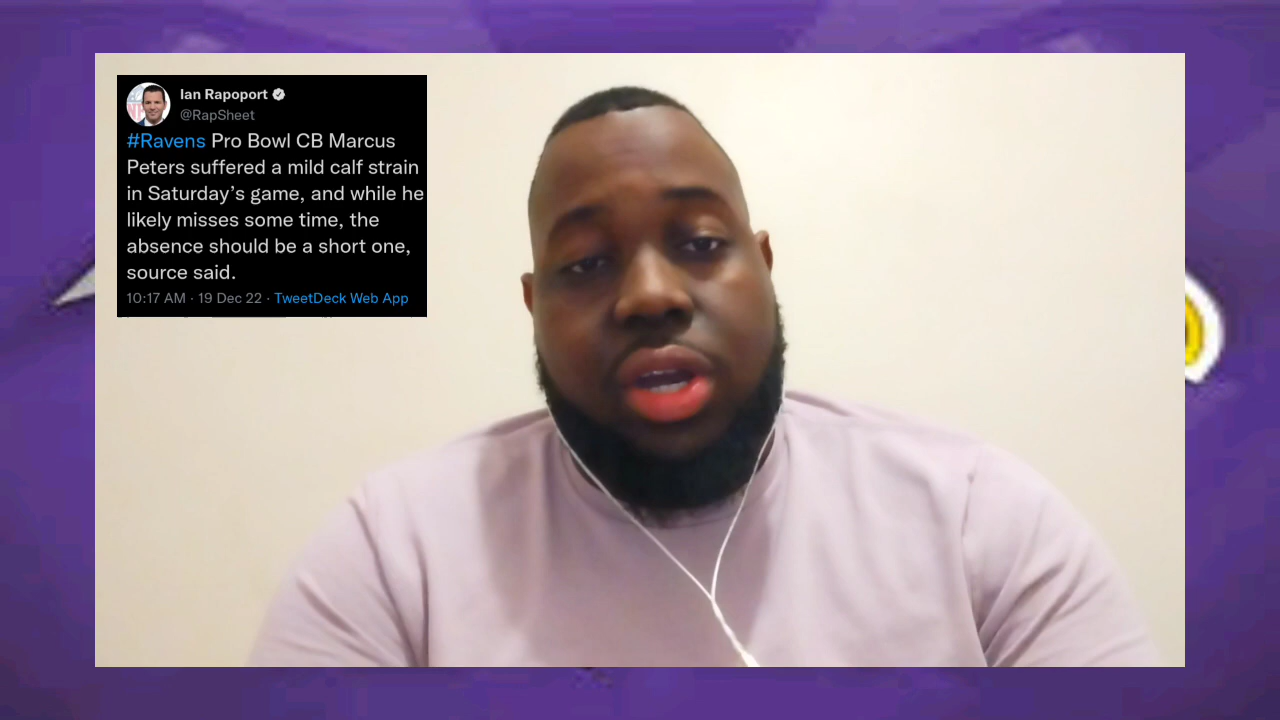 Ian Rapoport
@RapSheet
#Ravens Pro Bowl CB Marcus
Peters suffered a mild calf strain
in Saturday’s game, and while he
likely misses some time, the
absence should be a short one,
source said.
10:17 AM · 19 Dec 22 · TweetDeck Web App